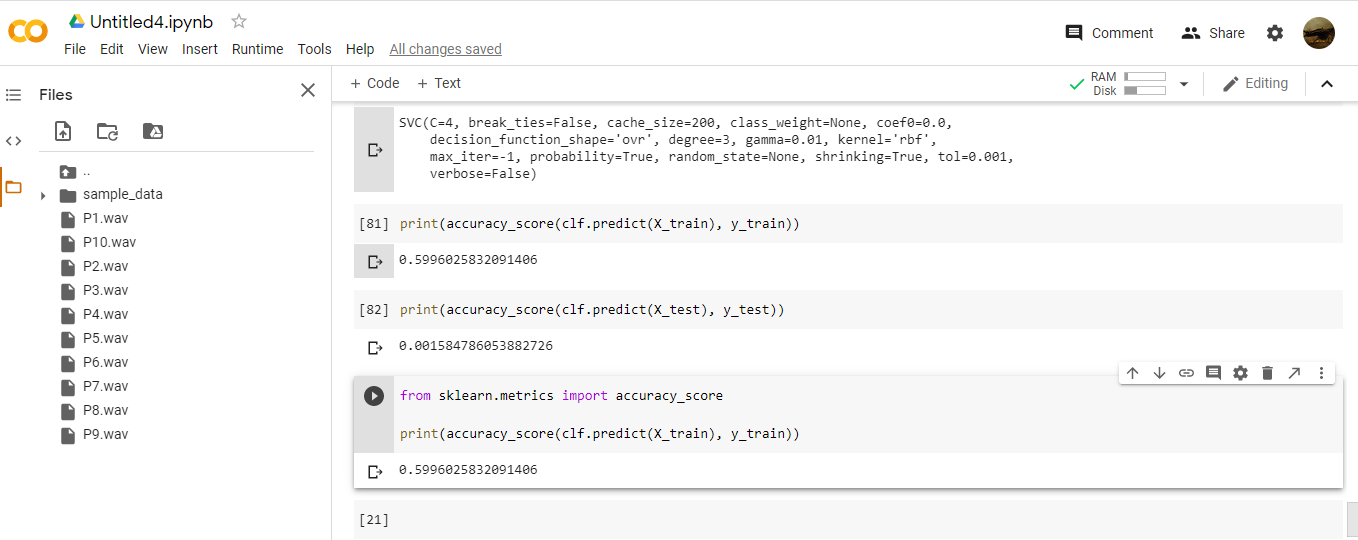 Untitled4.ipynb
File Edit View Insert Runtime Tools Help All changes saved
Comment Share
Files
+ Code + Text
RAM
Disk
Editing
..
sample_data
P1.wav
P10.wav
P2.wav
P3.wav
P4.wav
P5.wav
P6.wav
P7.wav
P8.wav
P9.wav
SVC(C=4, break_ties=False, cache_size=200, class_weight=None, coef0=0.0,
    decision_function_shape='ovr', degree=3, gamma=0.01, kernel='rbf',
    max_iter=-1, probability=True, random_state=None, shrinking=True, tol=0.001,
    verbose=False)
[81] print(accuracy_score(clf.predict(X_train), y_train))
0.5996025832091406
[82] print(accuracy_score(clf.predict(X_test), y_test))
0.001584786053882726
from sklearn.metrics import accuracy_score
print(accuracy_score(clf.predict(X_train), y_train))
0.5996025832091406
[21]